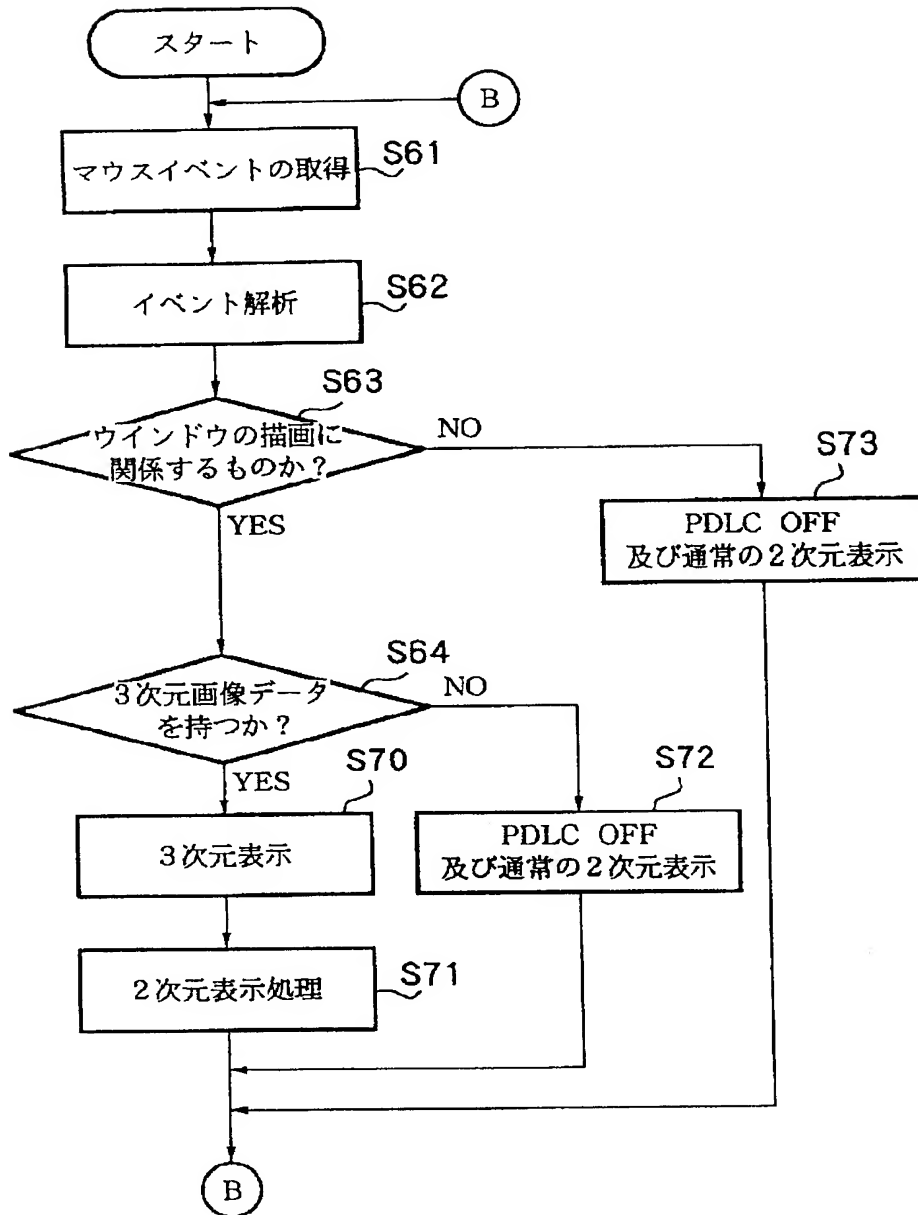 スタート
B
マウスイベントの取得
S61
イベント解析
S62
S63
ウインドウの描画に
関係するものか？
NO
YES
S73
PDLC OFF
及び通常の２次元表示
S64
３次元画像データ
を持つか？
NO
YES
S70
３次元表示
S72
PDLC OFF
及び通常の２次元表示
２次元表示処理
S71
B